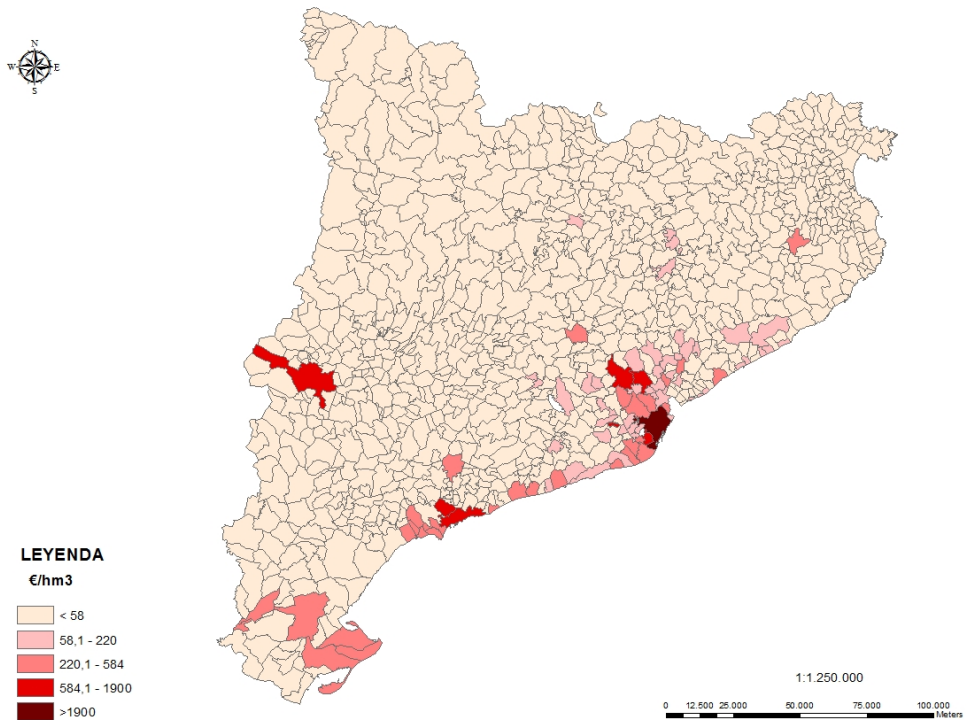 N
W E
S
LEYENDA
€/hm3
< 58
58,1 - 220
220,1 - 584
584,1 - 1900
>1900
1:1.250.000
0 12.500 25.000 50.000 75.000 100.000
Meters